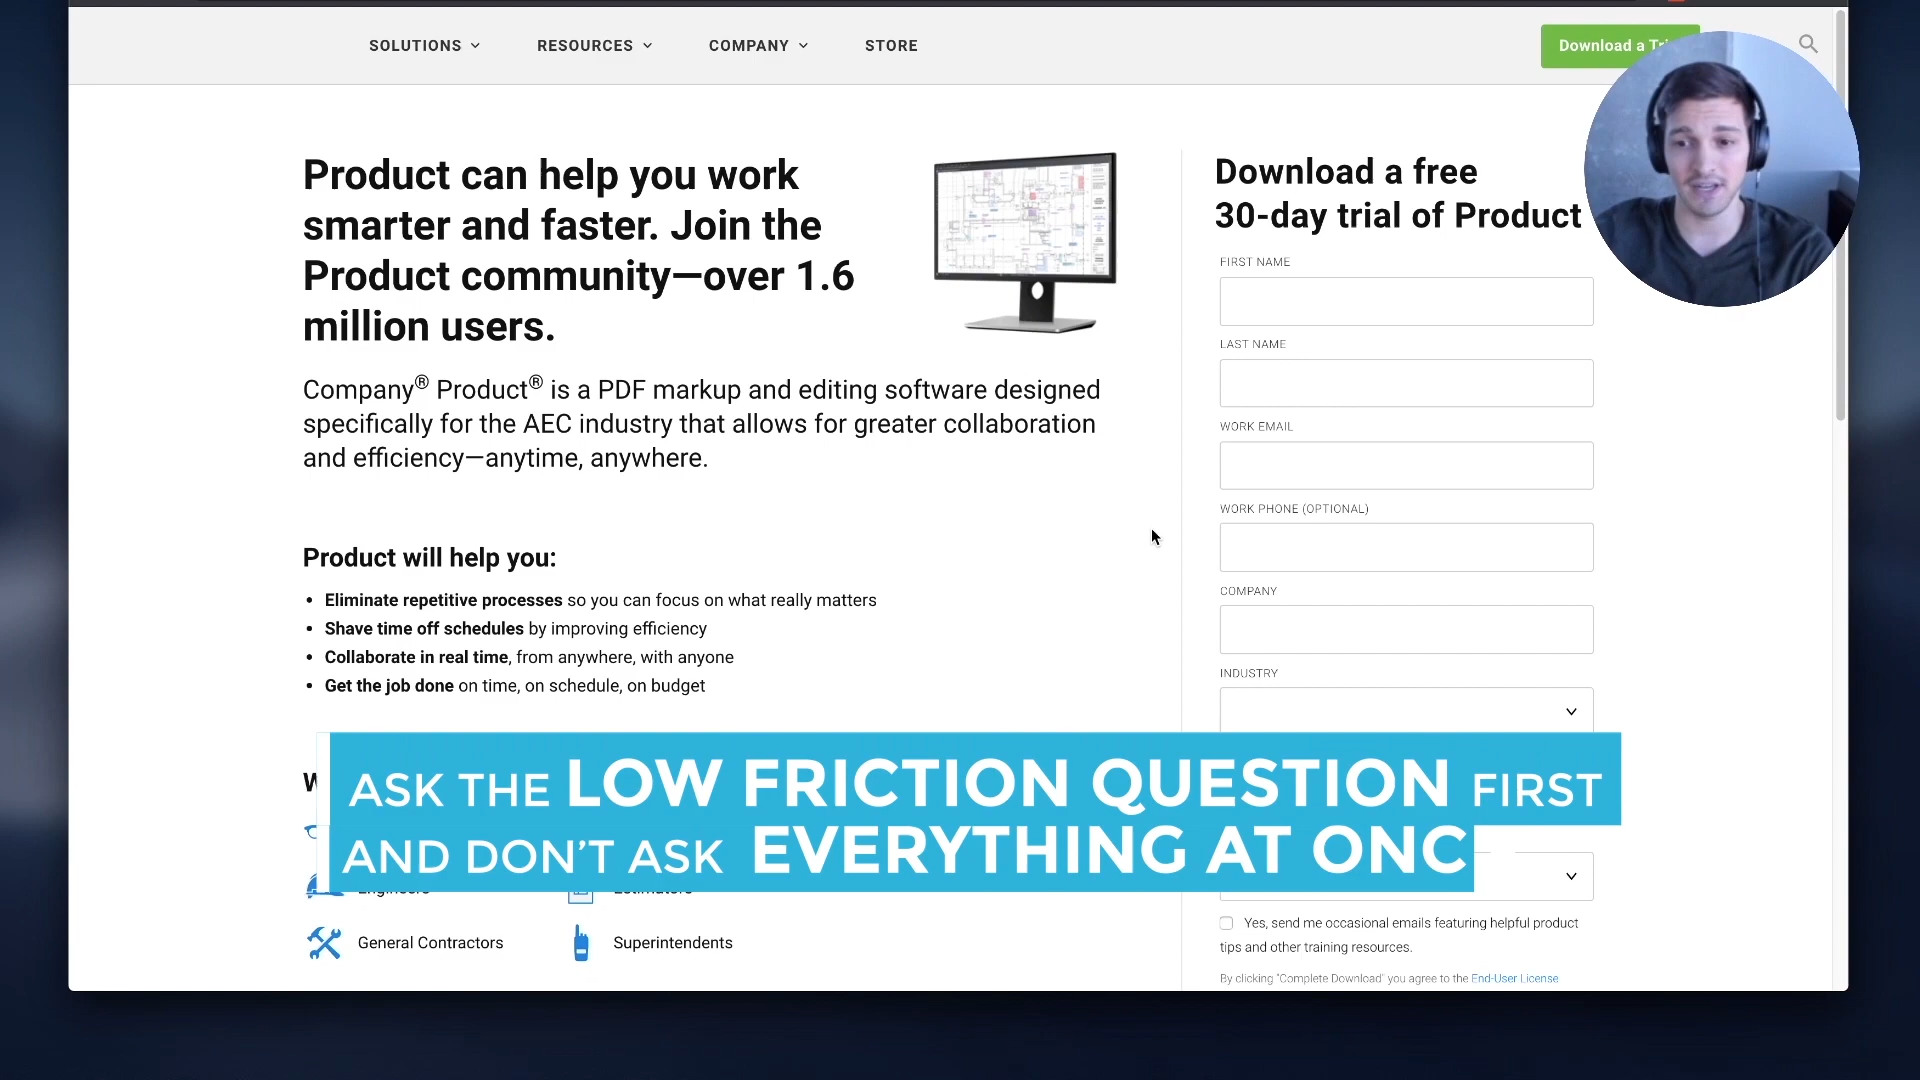 SOLUTIONS RESOURCES COMPANY STORE
Download a
Product can help you work
smarter and faster. Join the
Product community—over 1.6
million users.
Company® Product® is a PDF markup and editing software designed
specifically for the AEC industry that allows for greater collaboration
and efficiency—anytime, anywhere.
Product will help you:
• Eliminate repetitive processes so you can focus on what really matters
• Shave time off schedules by improving efficiency
• Collaborate in real time, from anywhere, with anyone
• Get the job done on time, on schedule, on budget
Engineers Estimators
General Contractors Superintendents
Download a free
30-day trial of Product
FIRST NAME
LAST NAME
WORK EMAIL
WORK PHONE (OPTIONAL)
COMPANY
INDUSTRY
Yes, send me occasional emails featuring helpful product
tips and other training resources.
By clicking "Complete Download" you agree to the End-User License
ASK THE LOW FRICTION QUESTION FIRST
AND DON'T ASK EVERYTHING AT ONC